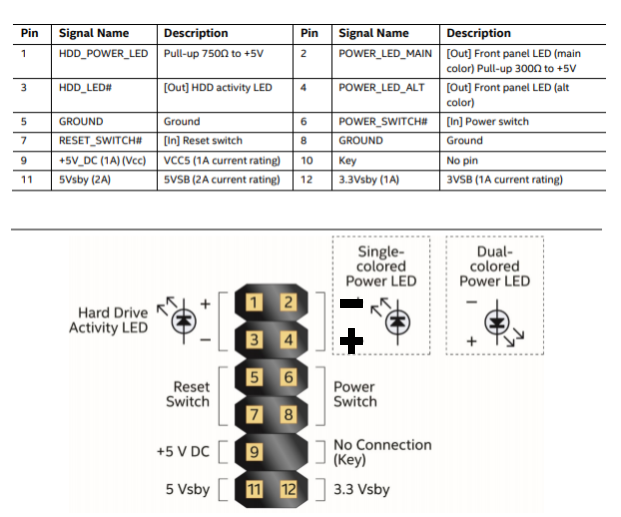 Pin Signal Name Description Pin Signal Name Description
1 HDD_POWER_LED Pull-up 750Ω to +5V 2 POWER_LED_MAIN [Out] Front panel LED (main
color) Pull-up 300Ω to +5V
3 HDD_LED# [Out] HDD activity LED 4 POWER_LED_ALT [Out] Front panel LED (alt
color)
5 GROUND Ground 6 POWER_SWITCH# [In] Power switch
7 RESET_SWITCH# [In] Reset switch 8 GROUND Ground
9 +5V_DC (1A) (Vcc) VCC5 (1A current rating) 10 Key No pin
11 5Vsby (2A) 5VSB (2A current rating) 12 3.3Vsby (1A) 3VSB (1A current rating)
Single-
colored
Power LED
Dual-
colored
Power LED
Hard Drive
Activity LED
+
−
1 2
3 4
−
+
−
+
Reset
Switch
5 6
7 8
Power
Switch
+5 V DC
9
No Connection
(Key)
5 Vsby
11 12
3.3 Vsby